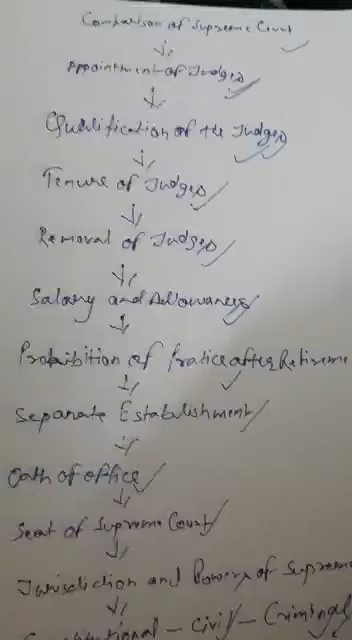 Comparison of Supreme Court
Appointment of Judges
Qualification of the Judges
Tenure of Judges
Removal of Judges
Salary and Allowances
Prohibition of Pratice after Retireme
Separate Establishment
Oath of office
Seat of Supreme Court
Jurisdiction and Powers of Supreme
– Civil – Criminal